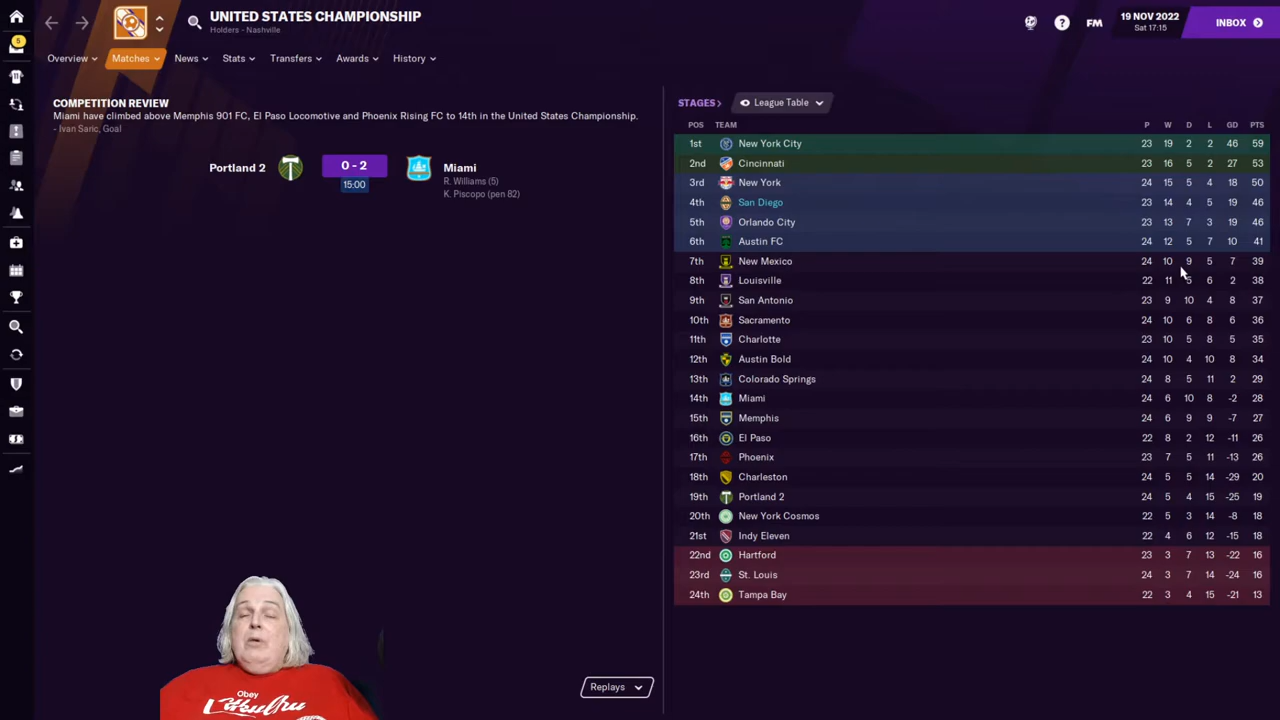 UNITED STATES CHAMPIONSHIP
Holders - Nashville
19 NOV 2022
Sat 17:15
FM
INBOX
5
Overview
Matches
News
Stats
Transfers
Awards
History
COMPETITION REVIEW
Miami have climbed above Memphis 901 FC, El Paso Locomotive and Phoenix Rising FC to 14th in the United States Championship.
- Ivan Saric, Goal
Portland 2 0 - 2 Miami
15:00
R. Williams (5)
K. Piscopo (pen 82)
STAGES League Table
POS TEAM P W D L GD PTS
1st New York City 23 19 2 2 46 59
2nd Cincinnati 23 16 5 2 27 53
3rd New York 24 15 5 4 18 50
4th San Diego 23 14 4 5 19 46
5th Orlando City 23 13 7 3 19 46
6th Austin FC 24 12 5 7 10 41
7th New Mexico 24 10 9 5 7 39
8th Louisville 22 11 5 6 2 38
9th San Antonio 23 9 10 4 8 37
10th Sacramento 24 10 6 8 6 36
11th Charlotte 23 10 5 8 5 35
12th Austin Bold 24 10 4 10 8 34
13th Colorado Springs 24 8 5 11 2 29
14th Miami 24 6 10 8 -2 28
15th Memphis 24 6 9 9 -7 27
16th El Paso 22 8 2 12 -11 26
17th Phoenix 23 7 5 11 -13 26
18th Charleston 24 5 5 14 -29 20
19th Portland 2 24 5 4 15 -25 19
20th New York Cosmos 22 5 3 14 -8 18
21st Indy Eleven 22 4 6 12 -15 18
22nd Hartford 23 3 7 13 -22 16
23rd St. Louis 24 3 7 14 -24 16
24th Tampa Bay 22 3 4 15 -21 13
Replays
Obey
Cthulhu